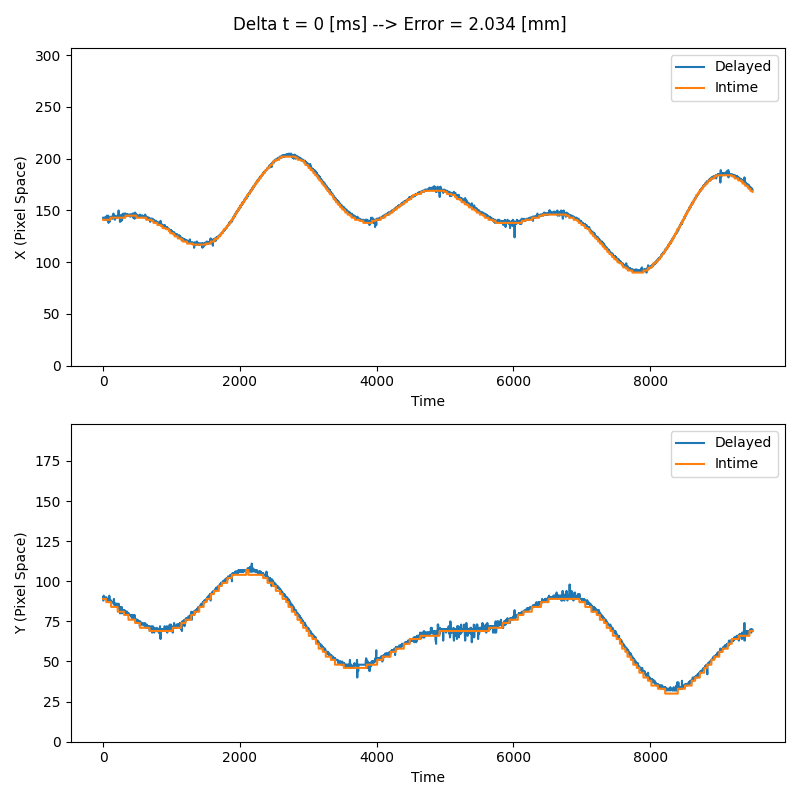 Delta t = 0 [ms] --> Error = 2.034 [mm]
300
250
200
150
100
50
0
X (Pixel Space)
Delayed
Intime
0 2000 4000 6000 8000
Time
175
150
125
100
75
50
25
0
Y (Pixel Space)
Delayed
Intime
0 2000 4000 6000 8000
Time